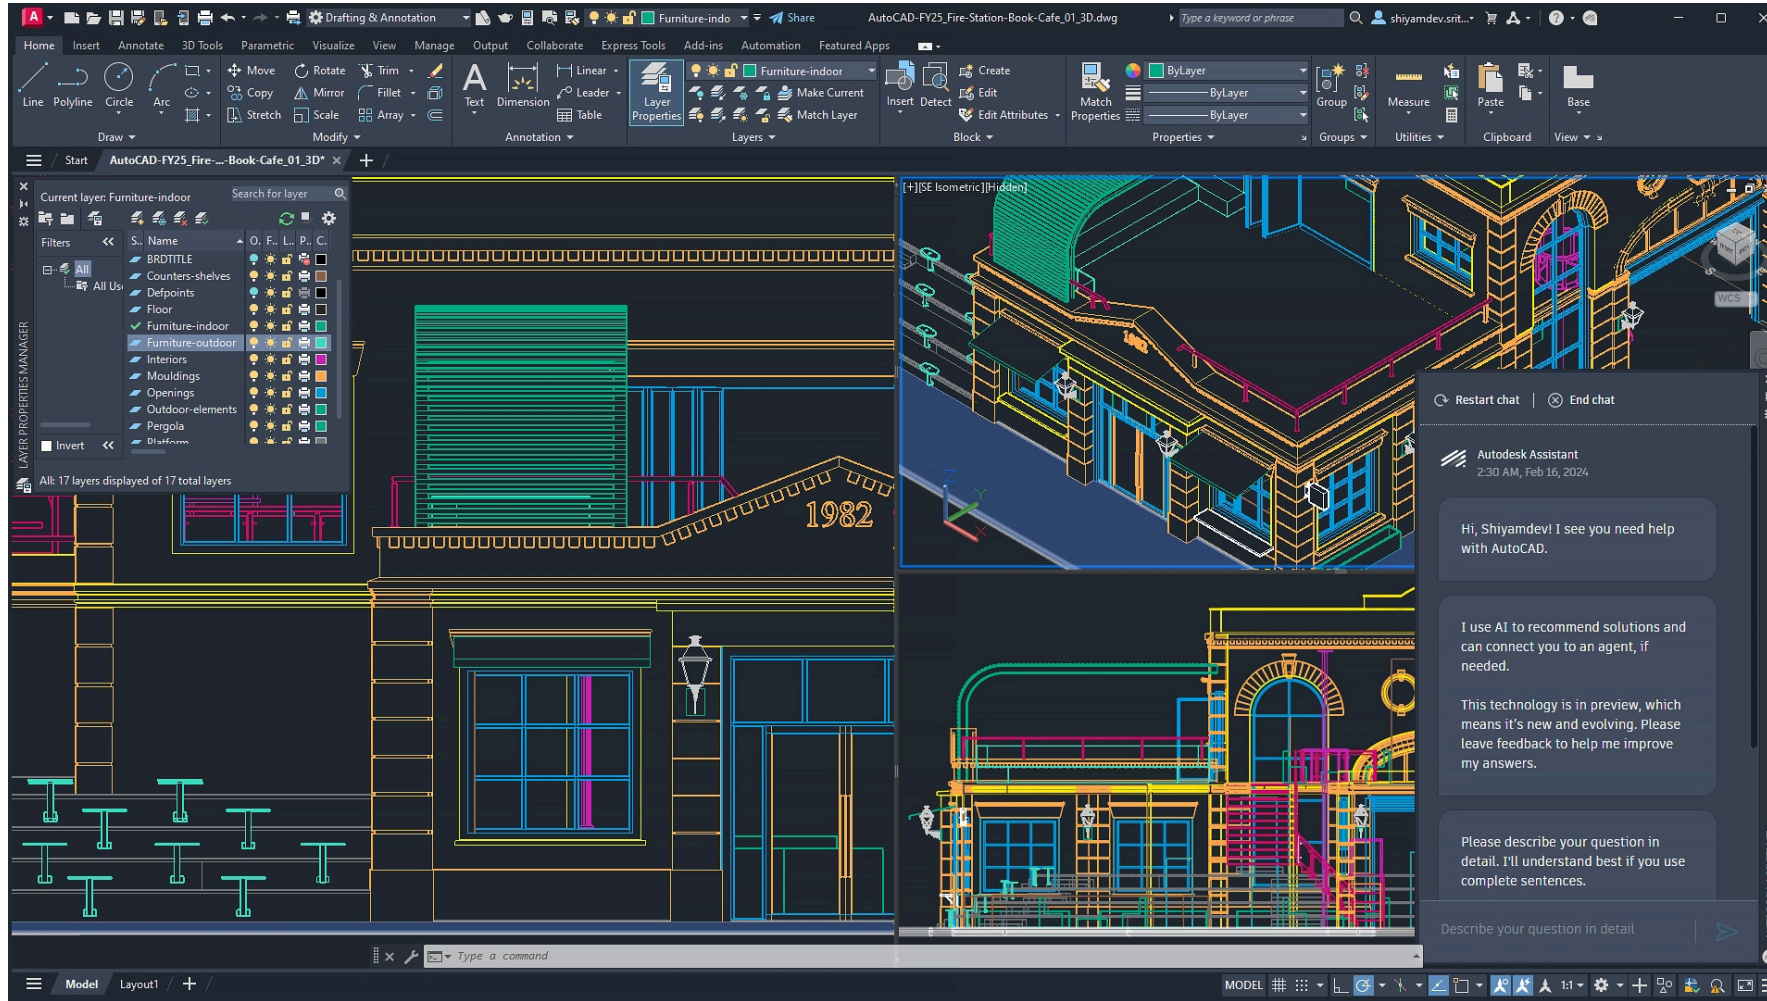 A
Drafting & Annotation
Furniture-indo
Share
AutoCAD-FY25_Fire-Station-Book-Cafe_01_3D.dwg
Type a keyword or phrase
shiyamdev.srit...
Home Insert Annotate 3D Tools Parametric Visualize View Manage Output Collaborate Express Tools Add-ins Automation Featured Apps
Line Polyline Circle Arc
Draw
Move Rotate Trim
Copy Mirror Fillet
Stretch Scale Array
Modify
Text Dimension
Linear
Leader
Table
Annotation
Layer Properties
Furniture-indoor
Make Current
Match Layer
Layers
Insert Detect
Create
Edit
Edit Attributes
Block
Match Properties
ByLayer
ByLayer
ByLayer
Properties
Group
Groups
Measure
Utilities
Paste
Clipboard
Base
View
Start AutoCAD-FY25_Fire-...-Book-Cafe_01_3D*
Current layer: Furniture-indoor
Search for layer
Filters
All
All Us
Invert
S.. Name O. F.. L.. P.. C.
BRDTITLE
Counters-shelves
Defpoints
Floor
Furniture-indoor
Furniture-outdoor
Interiors
Mouldings
Openings
Outdoor-elements
Pergola
Platform
All: 17 layers displayed of 17 total layers
LAYER PROPERTIES MANAGER
1982
[+][SE Isometric][Hidden]
1982
WCS
Z
Y
X
Restart chat | End chat
Autodesk Assistant
2:30 AM, Feb 16, 2024
Hi, Shiyamdev! I see you need help
with AutoCAD.
I use AI to recommend solutions and
can connect you to an agent, if
needed.
This technology is in preview, which
means it's new and evolving. Please
leave feedback to help me improve
my answers.
Please describe your question in
detail. I'll understand best if you use
complete sentences.
Describe your question in detail
Type a command
Model Layout1
MODEL
1:1